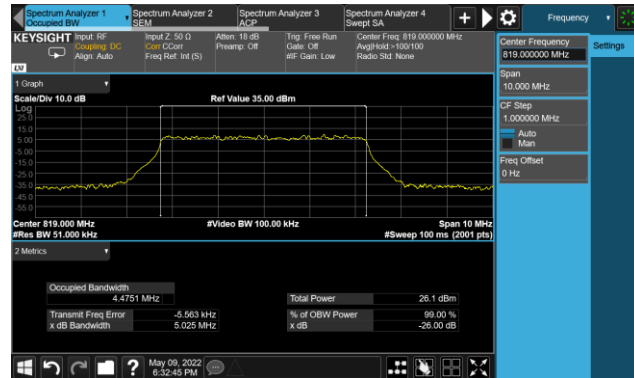 Spectrum Analyzer 1
Occupied BW
Spectrum Analyzer 2
SEM
Spectrum Analyzer 3
ACP
Spectrum Analyzer 4
Swept SA
Frequency
KEYSIGHT
Input: RF
Coupling: DC
Align: Auto
Input Z: 50 Ω
Corr CCorr
Freq Ref: Int (S)
Atten: 18 dB
Preamp: Off
Trig: Free Run
Gate: Off
#IF Gain: Low
Center Freq: 819.000000 MHz
Avg|Hold:>100/100
Radio Std: None
LXI
Center Frequency
819.000000 MHz
Settings
Span
10.000 MHz
CF Step
1.000000 MHz
Auto
Man
Freq Offset
0 Hz
1 Graph
Scale/Div 10.0 dB
Ref Value 35.00 dBm
Log
25.0
15.0
5.00
-5.00
-15.0
-25.0
-35.0
-45.0
-55.0
Center 819.000 MHz
#Video BW 100.00 kHz
Span 10 MHz
#Res BW 51.000 kHz
#Sweep 100 ms (2001 pts)
2 Metrics
Occupied Bandwidth
4.4751 MHz
Total Power
26.1 dBm
Transmit Freq Error
-5.563 kHz
% of OBW Power
99.00 %
x dB Bandwidth
5.025 MHz
x dB
-26.00 dB
?
May 09, 2022
6:32:45 PM